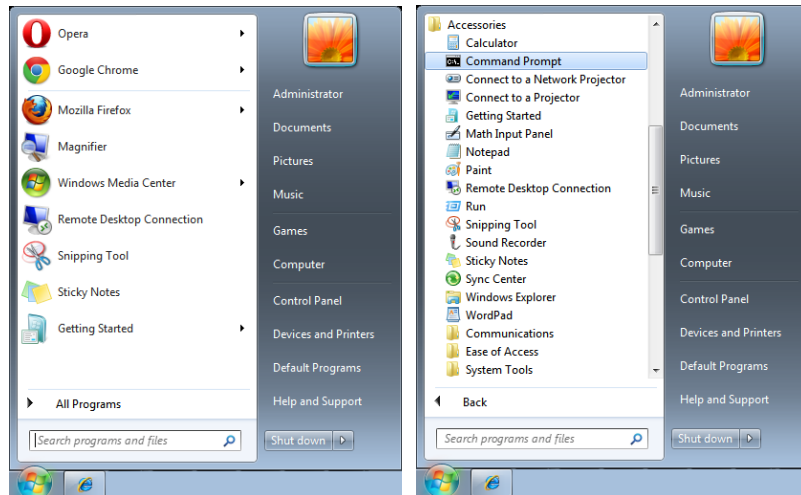 Opera
Google Chrome
Mozilla Firefox
Magnifier
Windows Media Center
Remote Desktop Connection
Snipping Tool
Sticky Notes
Getting Started
All Programs
Search programs and files
Administrator
Documents
Pictures
Music
Games
Computer
Control Panel
Devices and Printers
Default Programs
Help and Support
Shut down
Accessories
Calculator
Command Prompt
Connect to a Network Projector
Connect to a Projector
Getting Started
Math Input Panel
Notepad
Paint
Remote Desktop Connection
Run
Snipping Tool
Sound Recorder
Sticky Notes
Sync Center
Windows Explorer
WordPad
Communications
Ease of Access
System Tools
Back
Search programs and files
Administrator
Documents
Pictures
Music
Games
Computer
Control Panel
Devices and Printers
Default Programs
Help and Support
Shut down